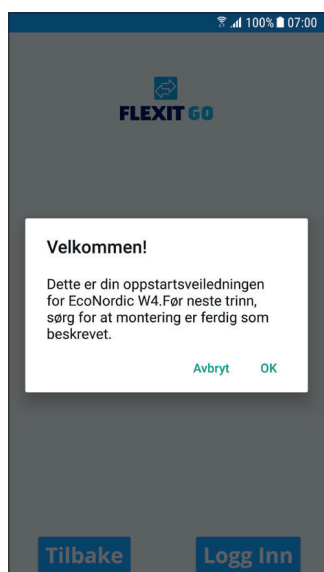 100% 07:00
FLEXIT GO
Velkommen!
Dette er din oppstartsveiledningen
for EcoNordic W4.Før neste trinn,
sørg for at montering er ferdig som
beskrevet.
Avbryt OK
Tilbake Logg Inn